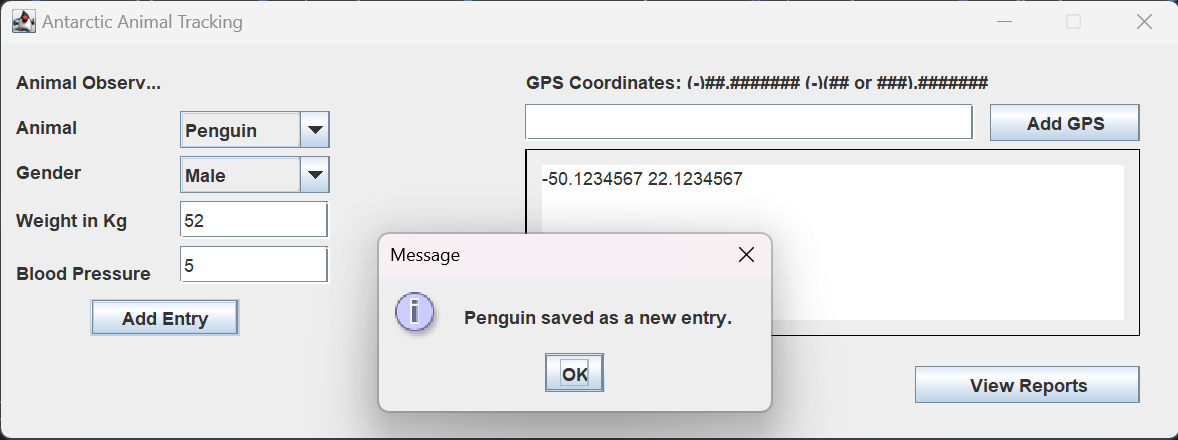 Antarctic Animal Tracking
Animal Observ...
GPS Coordinates: (-)##.####### (-)(## or ###).#######
Animal
Penguin
Add GPS
Gender
Male
-50.1234567 22.1234567
Weight in Kg
52
Blood Pressure
5
Add Entry
Message
Penguin saved as a new entry.
OK
View Reports